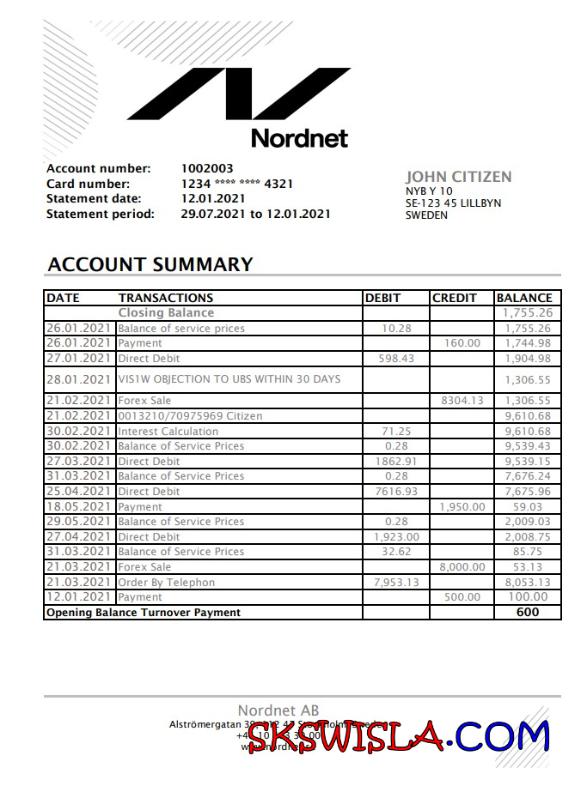 Nordnet
Account number: 1002003
Card number: 1234 **** **** 4321
Statement date: 12.01.2021
Statement period: 29.07.2021 to 12.01.2021
JOHN CITIZEN
NYB Y 10
SE-123 45 LILLBYN
SWEDEN
ACCOUNT SUMMARY
DATE TRANSACTIONS DEBIT CREDIT BALANCE
Closing Balance 1,755.26
26.01.2021 Balance of service prices 10.28 1,755.26
26.01.2021 Payment 160.00 1,744.98
27.01.2021 Direct Debit 598.43 1,904.98
28.01.2021 VIS1W OBJECTION TO UBS WITHIN 30 DAYS 1,306.55
21.02.2021 Forex Sale 8304.13 1,306.55
21.02.2021 0013210/70975969 Citizen 9,610.68
30.02.2021 Interest Calculation 71.25 9,610.68
30.02.2021 Balance of Service Prices 0.28 9,539.43
27.03.2021 Direct Debit 1862.91 9,539.15
31.03.2021 Balance of Service Prices 0.28 7,676.24
25.04.2021 Direct Debit 7616.93 7,675.96
18.05.2021 Payment 1,950.00 59.03
29.05.2021 Balance of Service Prices 0.28 2,009.03
27.04.2021 Direct Debit 1,923.00 2,008.75
31.03.2021 Balance of Service Prices 32.62 85.75
21.03.2021 Forex Sale 8,000.00 53.13
21.03.2021 Order By Telephon 7,953.13 8,053.13
12.01.2021 Payment 500.00 100.00
Opening Balance Turnover Payment 600
Nordnet AB
Alströmergatan
SKSWISLA.COM